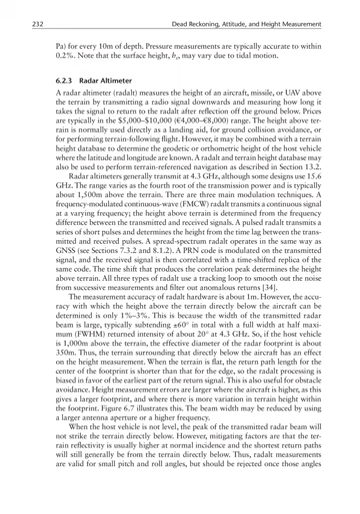 232 Dead Reckoning, Attitude, and Height Measurement
Pa) for every 10m of depth. Pressure measurements are typically accurate to within
0.2%. Note that the surface height, hs, may vary due to tidal motion.
6.2.3 Radar Altimeter
A radar altimeter (radalt) measures the height of an aircraft, missile, or UAV above
the terrain by transmitting a radio signal downwards and measuring how long it
takes the signal to return to the radalt after reflection off the ground below. Prices
are typically in the $5,000–$10,000 (€4,000–€8,000) range. The height above ter-
rain is normally used directly as a landing aid, for ground collision avoidance, or
for performing terrain-following flight. However, it may be combined with a terrain
height database to determine the geodetic or orthometric height of the host vehicle
where the latitude and longitude are known. A radalt and terrain height database may
also be used to perform terrain-referenced navigation as described in Section 13.2.
Radar altimeters generally transmit at 4.3 GHz, although some designs use 15.6
GHz. The range varies as the fourth root of the transmission power and is typically
about 1,500m above the terrain. There are three main modulation techniques. A
frequency-modulated continuous-wave (FMCW) radalt transmits a continuous signal
at a varying frequency; the height above terrain is determined from the frequency
difference between the transmitted and received signals. A pulsed radalt transmits a
series of short pulses and determines the height from the time lag between the trans-
mitted and received pulses. A spread-spectrum radalt operates in the same way as
GNSS (see Sections 7.3.2 and 8.1.2). A PRN code is modulated on the transmitted
signal, and the received signal is then correlated with a time-shifted replica of the
same code. The time shift that produces the correlation peak determines the height
above terrain. All three types of radalt use a tracking loop to smooth out the noise
from successive measurements and filter out anomalous returns [34].
The measurement accuracy of radalt hardware is about 1m. However, the accu-
racy with which the height above the terrain directly below the aircraft can be
determined is only 1%–3%. This is because the width of the transmitted radar
beam is large, typically subtending ±60° in total with a full width at half maxi-
mum (FWHM) returned intensity of about 20° at 4.3 GHz. So, if the host vehicle
is 1,000m above the terrain, the effective diameter of the radar footprint is about
350m. Thus, the terrain surrounding that directly below the aircraft has an effect
on the height measurement. When the terrain is flat, the return path length for the
center of the footprint is shorter than that for the edge, so the radalt processing is
biased in favor of the earliest part of the return signal. This is also useful for obstacle
avoidance. Height measurement errors are larger where the aircraft is higher, as this
gives a larger footprint, and where there is more variation in terrain height within
the footprint. Figure 6.7 illustrates this. The beam width may be reduced by using
a larger antenna aperture or a higher frequency.
When the host vehicle is not level, the peak of the transmitted radar beam will
not strike the terrain directly below. However, mitigating factors are that the ter-
rain reflectivity is usually higher at normal incidence and the shortest return paths
will still generally be from the terrain directly below. Thus, radalt measurements
are valid for small pitch and roll angles, but should be rejected once those angles